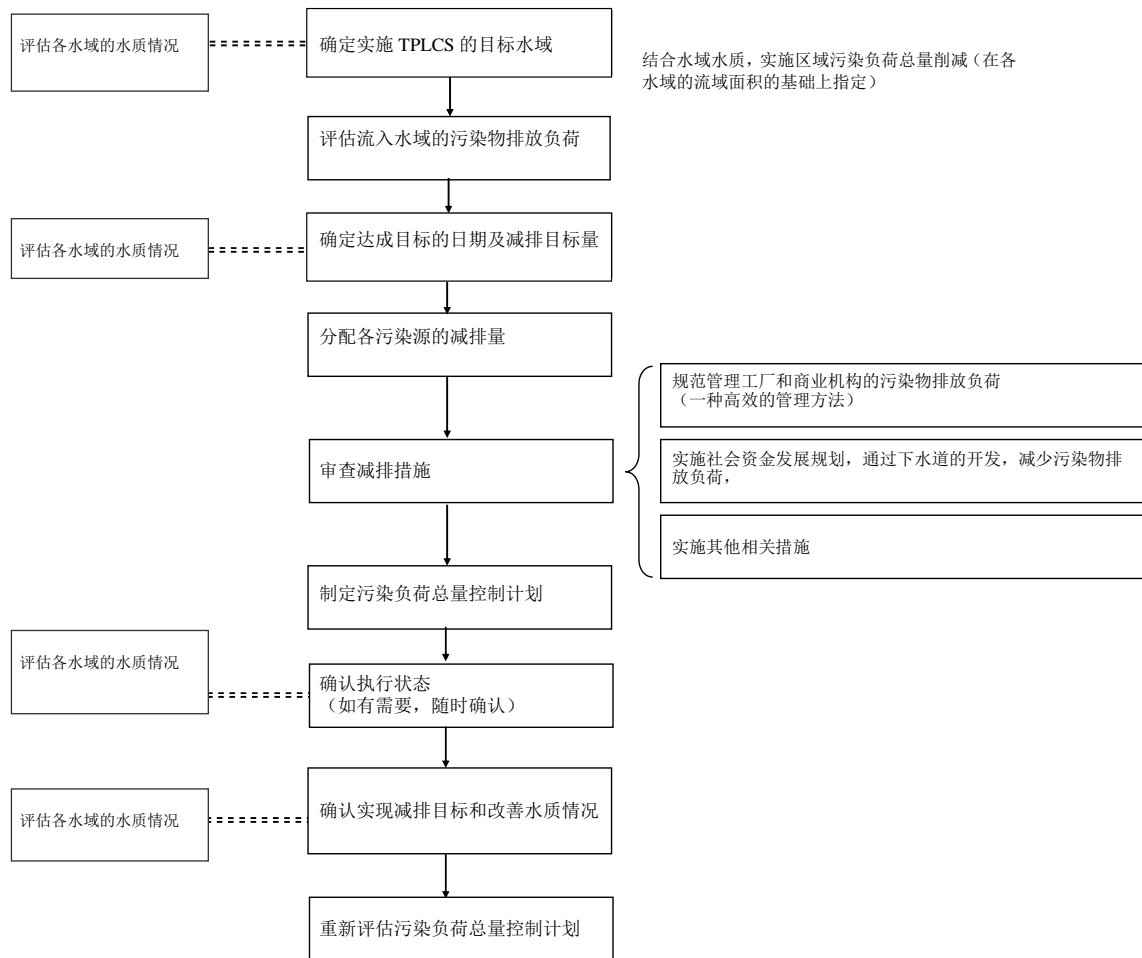 评估各水域的水质情况
确定实施 TPLCS 的目标水域
结合水域水质，实施区域污染负荷总量削减（在各
水域的流域面积的基础上指定）
评估流入水域的污染物排放负荷
评估各水域的水质情况
确定达成目标的日期及减排目标量
分配各污染源的减排量
规范管理工厂和商业机构的污染物排放负荷
（一种高效的管理方法）
审查减排措施
实施社会资金发展规划，通过下水道的开发，减少污染物排
放负荷，
实施其他相关措施
制定污染负荷总量控制计划
评估各水域的水质情况
确认执行状态
（如有需要，随时确认）
评估各水域的水质情况
确认实现减排目标和改善水质情况
重新评估污染负荷总量控制计划